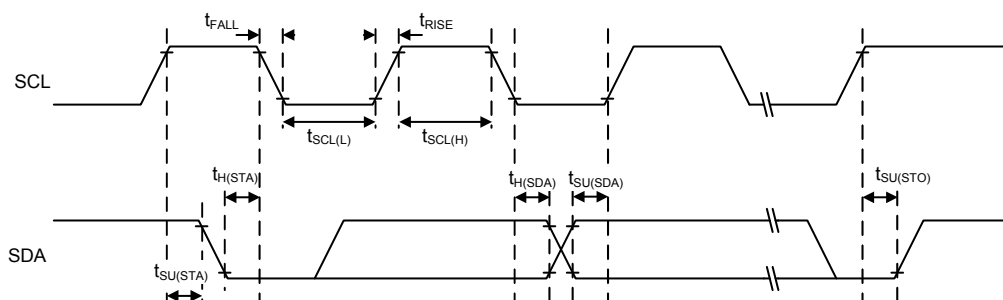 tFALL
tRISE
SCL
tSCL(L)
tSCL(H)
tH(STA)
tH(SDA)
tSU(SDA)
tSU(STO)
SDA
tSU(STA)